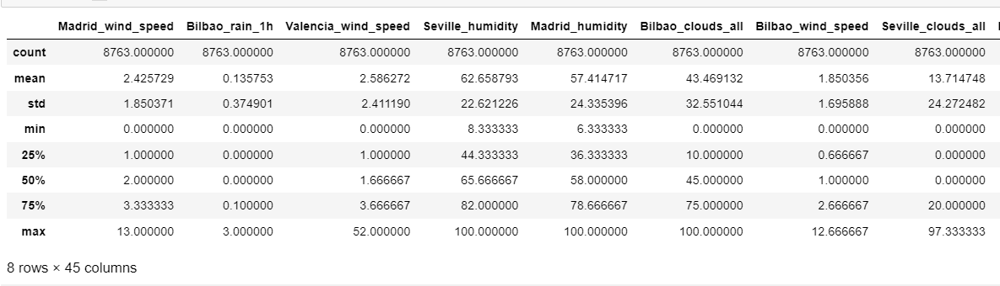 Madrid_wind_speed Bilbao_rain_1h Valencia_wind_speed Seville_humidity Madrid_humidity Bilbao_clouds_all Bilbao_wind_speed Seville_clouds_all
count 8763.000000 8763.000000 8763.000000 8763.000000 8763.000000 8763.000000 8763.000000 8763.000000
mean 2.425729 0.135753 2.586272 62.658793 57.414717 43.469132 1.850356 13.714748
std 1.850371 0.374901 2.411190 22.621226 24.335396 32.551044 1.695888 24.272482
min 0.000000 0.000000 0.000000 8.333333 6.333333 0.000000 0.000000 0.000000
25% 1.000000 0.000000 1.000000 44.333333 36.333333 10.000000 0.666667 0.000000
50% 2.000000 0.000000 1.666667 65.666667 58.000000 45.000000 1.000000 0.000000
75% 3.333333 0.100000 3.666667 82.000000 78.666667 75.000000 2.666667 20.000000
max 13.000000 3.000000 52.000000 100.000000 100.000000 100.000000 12.666667 97.333333
8 rows × 45 columns